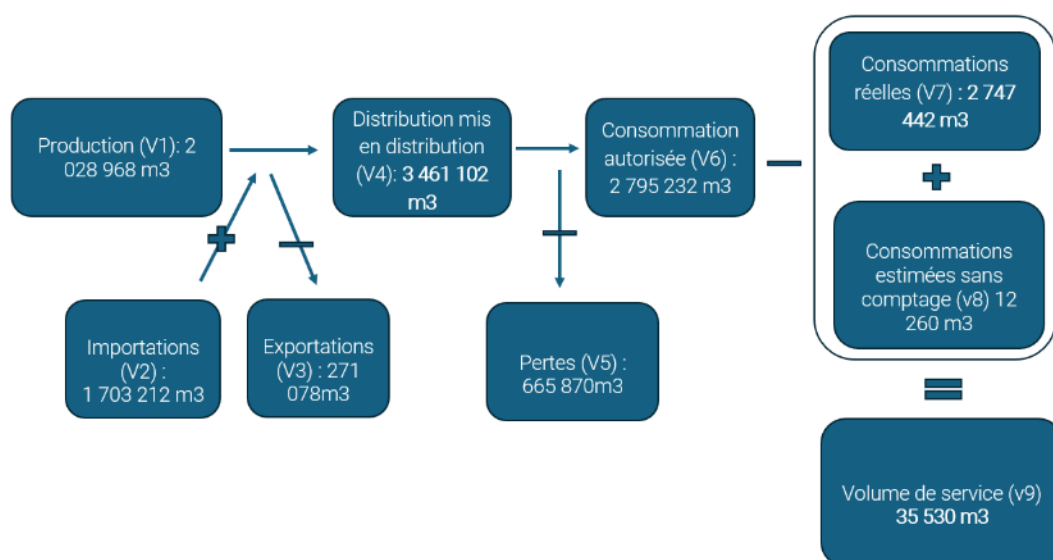 Production (V1): 2
028 968 m3
Distribution mis
en distribution
(V4): 3 461 102
m3
Consommation
autorisée (V6) :
2 795 232 m3
Consommations
réelles (V7) : 2 747
442 m3
Consommations
estimées sans
comptage (v8) 12
260 m3
Importations
(V2) :
1 703 212 m3
Exportations
(V3) : 271
078m3
Pertes (V5) :
665 870m3
Volume de service (v9)
35 530 m3